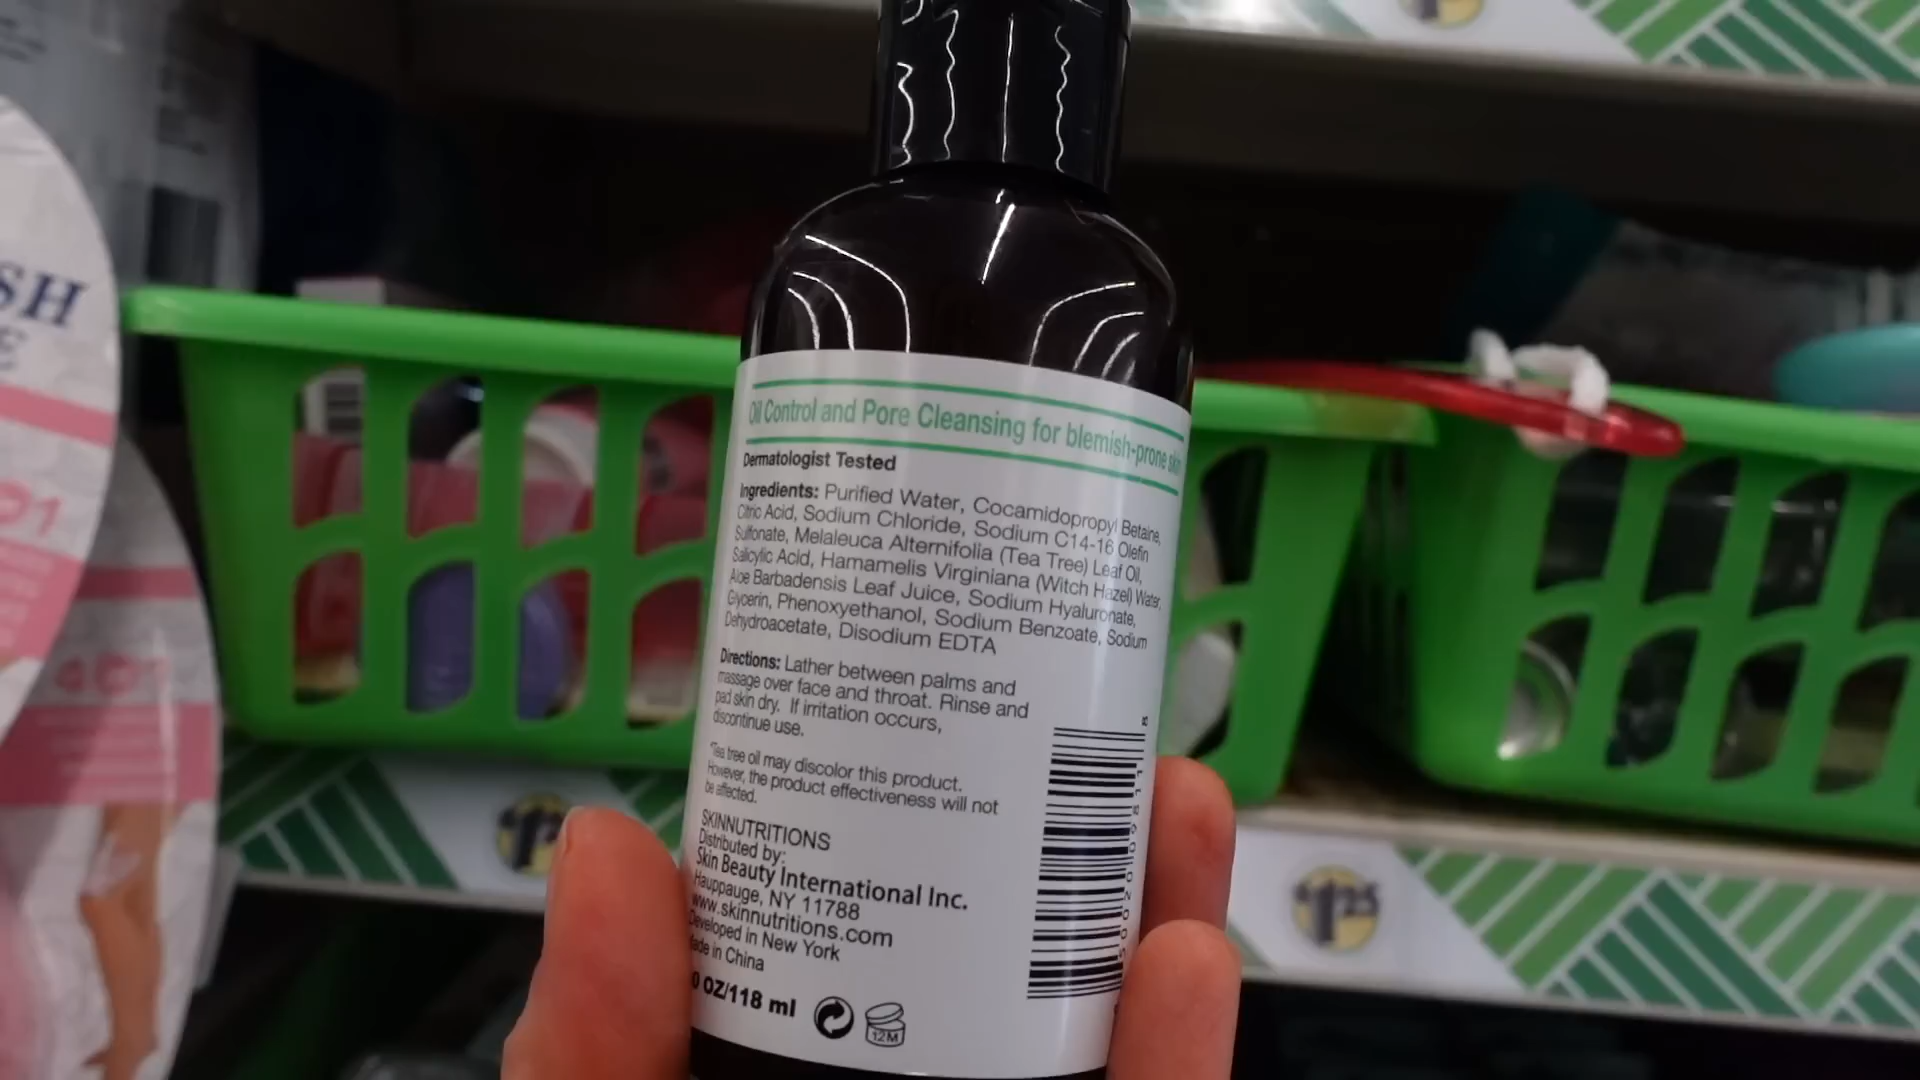 SH
E
Oil Control and Pore Cleansing for blemish-prone skin
Dermatologist Tested
Ingredients: Purified Water, Cocamidopropyl Betaine,
Citric Acid, Sodium Chloride, Sodium C14-16 Olefin
Sulfonate, Melaleuca Alternifolia (Tea Tree) Leaf Oil,
Salicylic Acid, Hamamelis Virginiana (Witch Hazel) Water,
Aloe Barbadensis Leaf Juice, Sodium Hyaluronate,
Glycerin, Phenoxyethanol, Sodium Benzoate, Sodium
Dehydroacetate, Disodium EDTA
Directions: Lather between palms and
massage over face and throat. Rinse and
pad skin dry. If irritation occurs,
discontinue use.
*Tea tree oil may discolor this product.
However, the product effectiveness will not
be affected.
SKINNUTRITIONS
Distributed by:
Skin Beauty International Inc.
Hauppauge, NY 11788
www.skinnutritions.com
Developed in New York
Made in China
0 OZ/118 ml
12M
$1.25